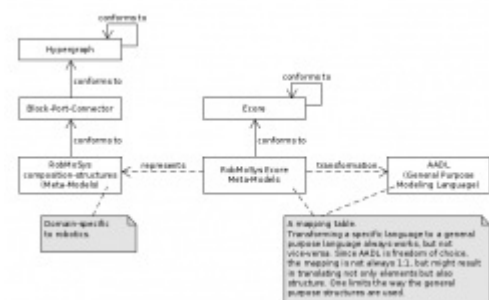 conforms to
Hypergraph
conforms to
conforms to
Block-Port-Connector
Ecore
conforms to
conforms to
RobMoSys
composition-structures
(Meta-Models)
represents
RobMoSys Ecore
Meta-Models
transformation
AADL
(General Purpose
Modeling Language)
Domain-specific
to robotics.
A mapping table.
Transforming a specific language to a general
purpose language always works, but not
vice-verse. Since AADL is freedom of choice,
the mapping is not always 1:1, but might result
in translating not only elements but also
structure. One limits the way the general
purpose structures are used.